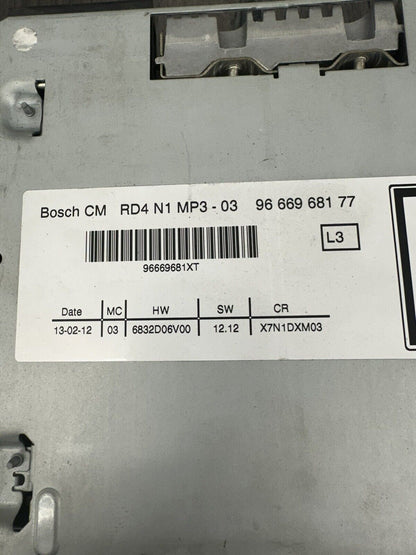 Bosch CM RD4 N1 MP3 - 03 96 669 681 77
L3
96669681XT
Date MC HW SW CR
13-02-12 03 6832D06V00 12.12 X7N1DXM03